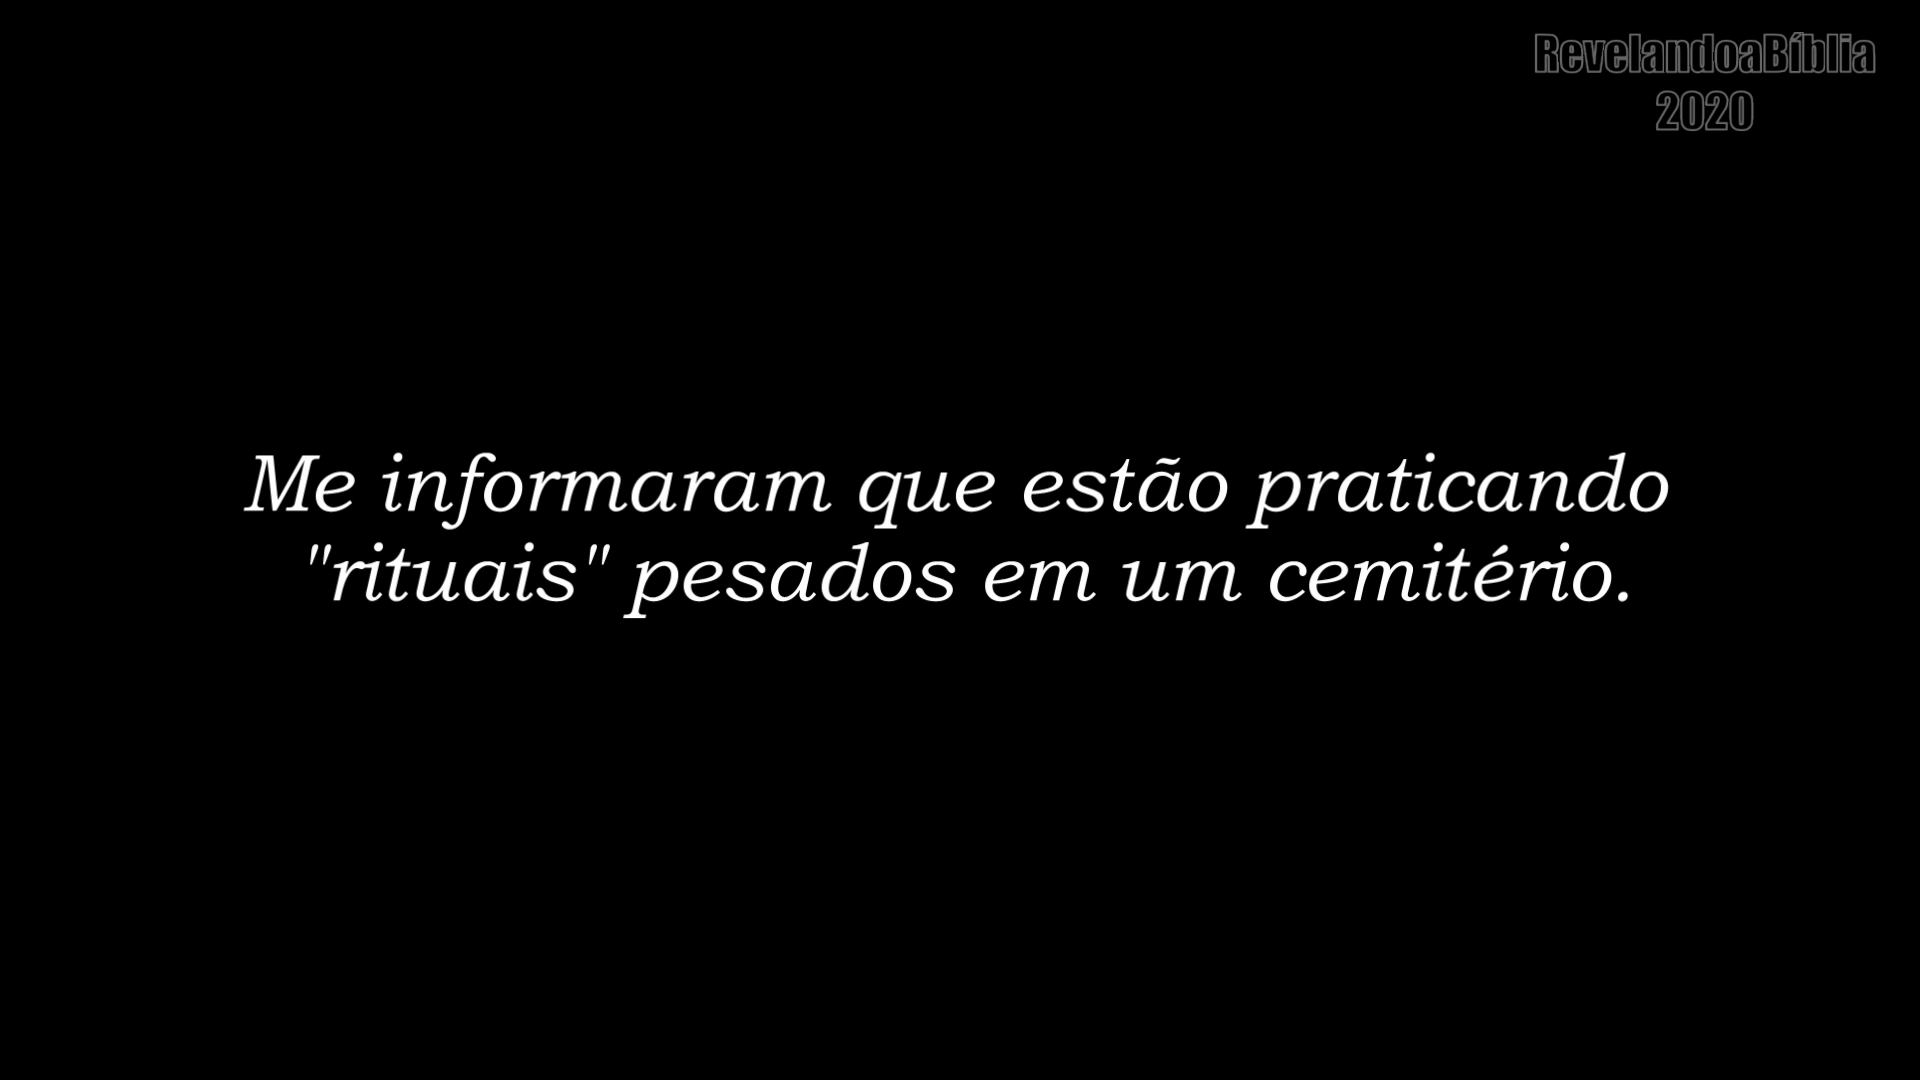 RevelandoaBíblia
2020
Me informaram que estão praticando
"rituais" pesados em um cemitério.